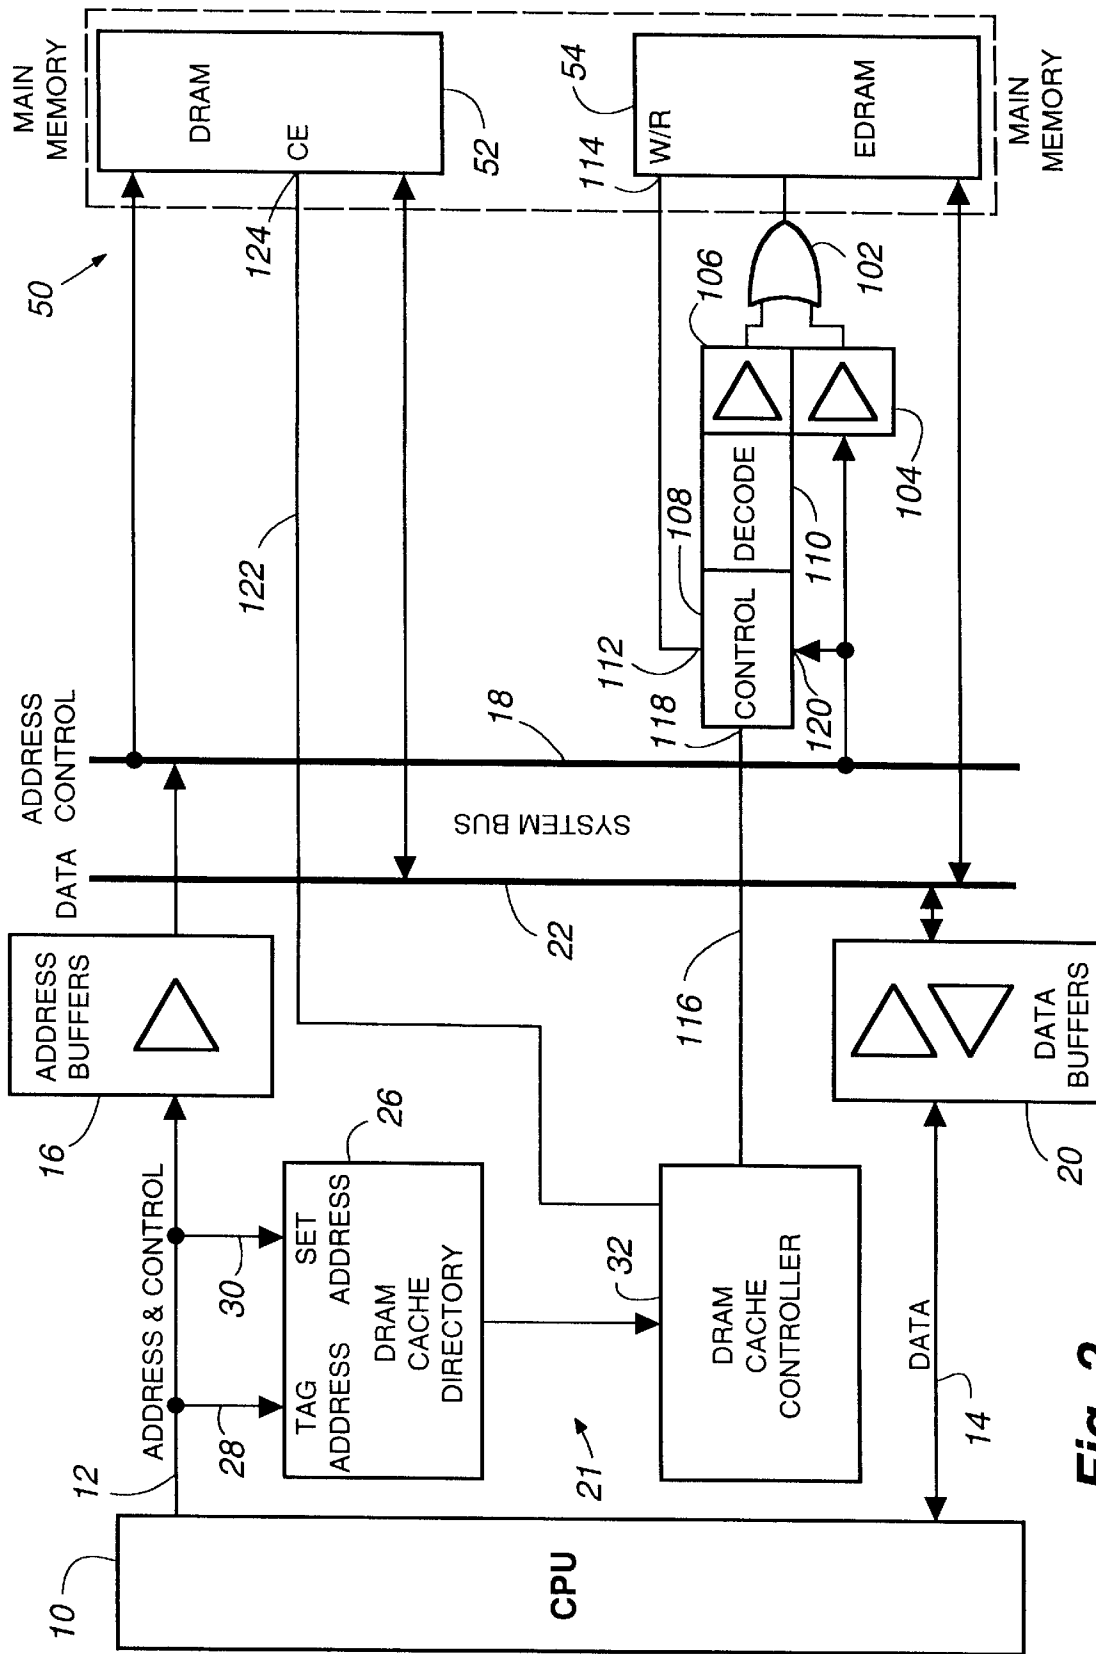 10
CPU
12
ADDRESS & CONTROL
28
30
TAG
ADDRESS
SET
ADDRESS
DRAM
CACHE
DIRECTORY
26
16
ADDRESS
BUFFERS
21
DRAM
CACHE
CONTROLLER
32
DATA
14
DATA
BUFFERS
20
116
DATA
ADDRESS
CONTROL
22
SYSTEM BUS
18
122
50
MAIN
MEMORY
DRAM
CE
124
52
118
CONTROL
112
108
120
DECODE
110
106
104
102
114
W/R
54
EDRAM
MAIN
MEMORY
Fig. 2